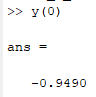 >> y(0)
ans =
-0.9490